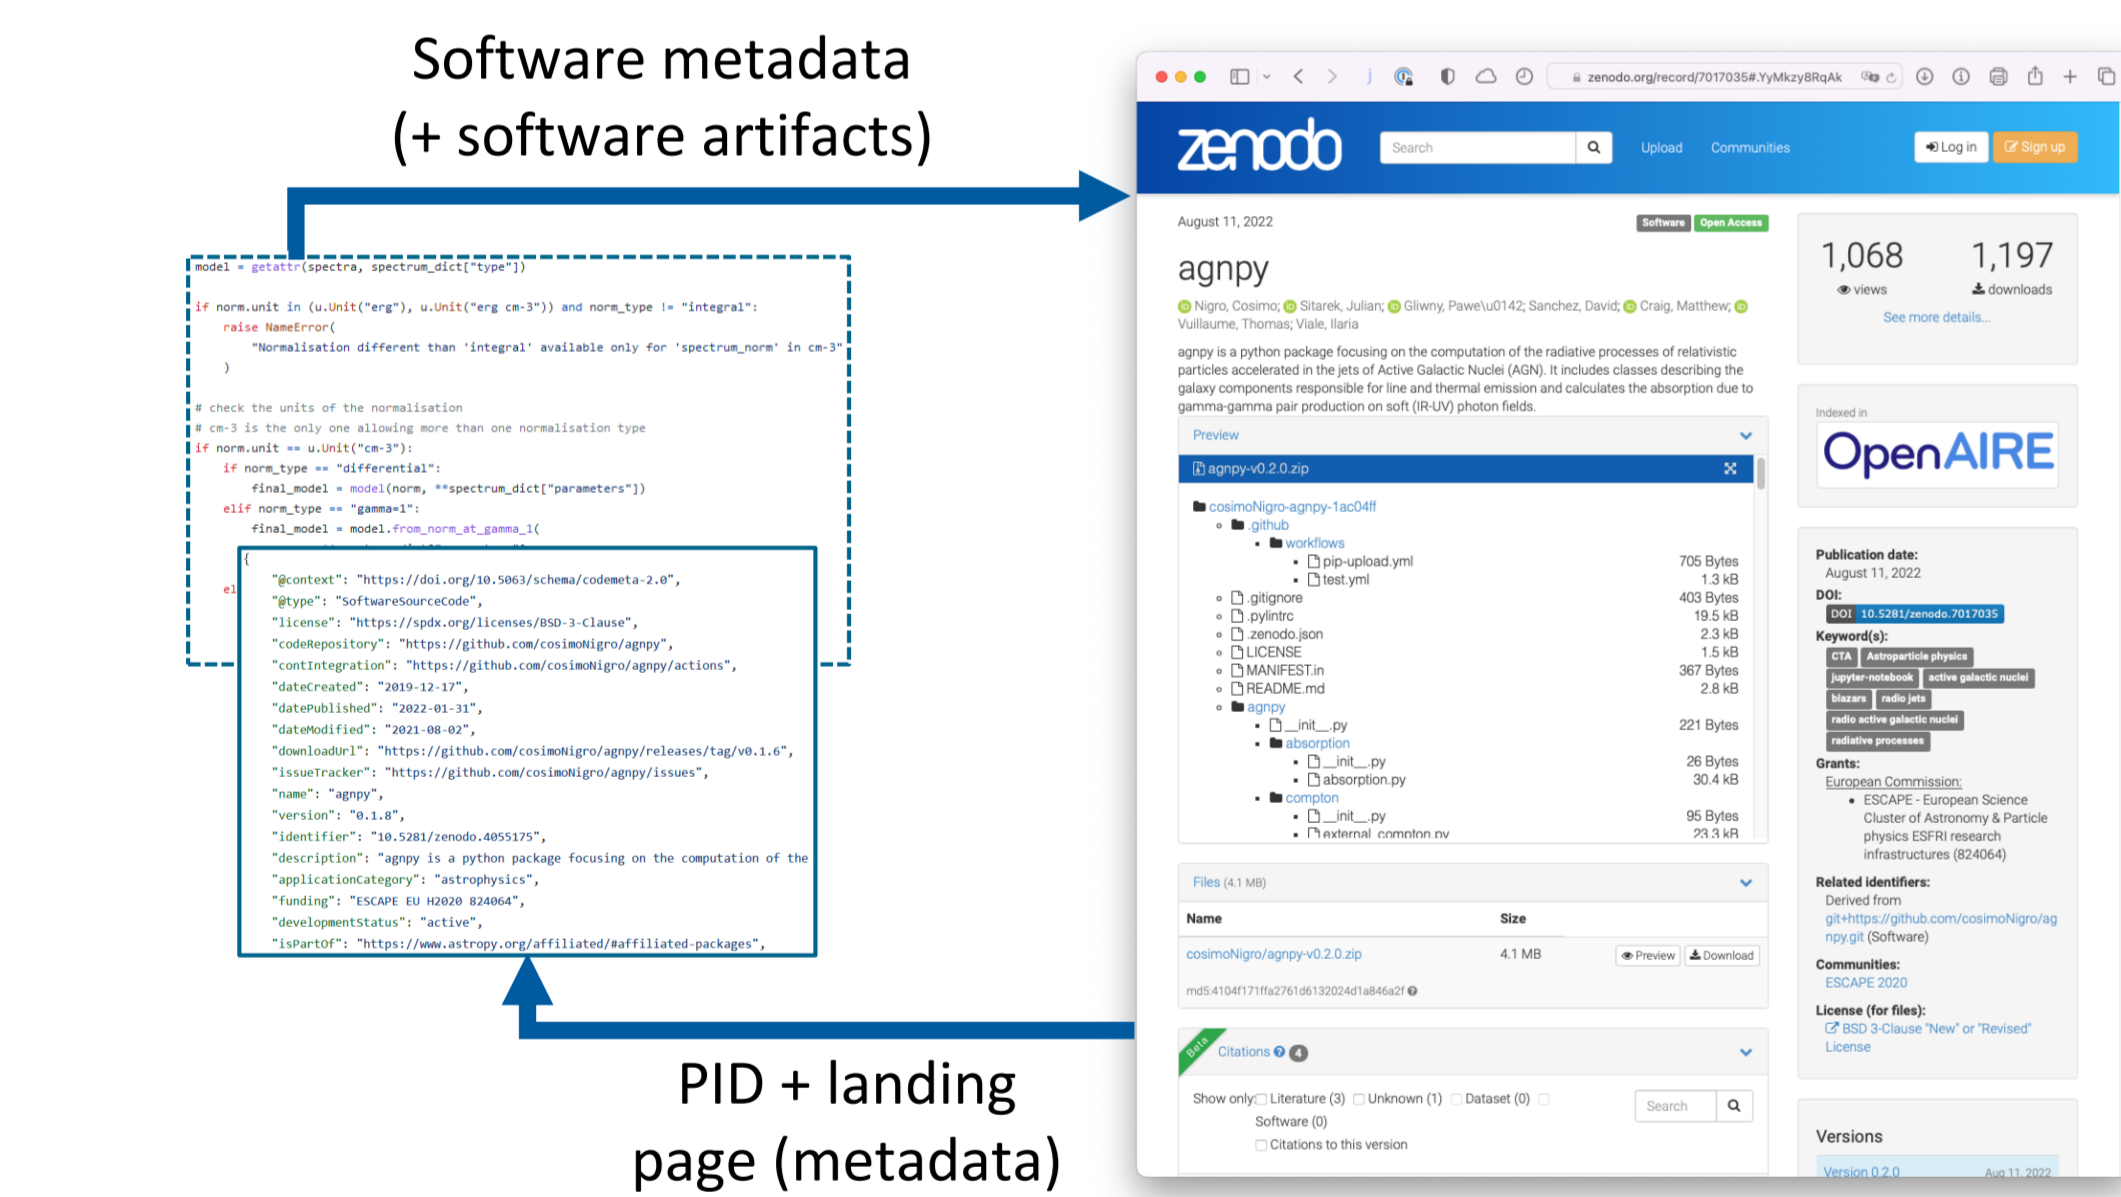 Software metadata
(+ software artifacts)
model = getattr(spectra, spectrum_dict["type"])
if norm.unit in (u.Unit("erg"), u.Unit("erg cm-3")) and norm_type != "integral":
raise NameError(
"Normalisation different than 'integral' available only for 'spectrum_norm' in cm-3"
)
# check the units of the normalisation
# cm-3 is the only one allowing more than one normalisation type
if norm.unit == u.Unit("cm-3"):
if norm_type == "differential":
final_model = model(norm, **spectrum_dict["parameters"])
elif norm_type == "gamma=1":
final_model = model.from_norm_at_gamma_1(
el
{
"@context": "https://doi.org/10.5063/schema/codemeta-2.0",
"@type": "SoftwareSourceCode",
"license": "https://spdx.org/licenses/BSD-3-Clause",
"codeRepository": "https://github.com/cosimoNigro/agnpy",
"contIntegration": "https://github.com/cosimoNigro/agnpy/actions",
"dateCreated": "2019-12-17",
"datePublished": "2022-01-31",
"dateModified": "2021-08-02",
"downloadUrl": "https://github.com/cosimoNigro/agnpy/releases/tag/v0.1.6",
"issueTracker": "https://github.com/cosimoNigro/agnpy/issues",
"name": "agnpy",
"version": "0.1.8",
"identifier": "10.5281/zenodo.4055175",
"description": "agnpy is a python package focusing on the computation of the
"applicationCategory": "astrophysics",
"funding": "ESCAPE EU H2020 824064",
"developmentStatus": "active",
"isPartOf": "https://www.astropy.org/affiliated/#affiliated-packages",
PID + landing
page (metadata)
zenodo.org/record/7017035#.YyMkzy8RqAk
zenodo
Search
Upload
Communities
Log in
Sign up
August 11, 2022
Software
Open Access
agnpy
Nigro, Cosimo; Sitarek, Julian; Gliwny, Pawe\u0142; Sanchez, David; Craig, Matthew;
Vuillaume, Thomas; Viale, Ilaria
agnpy is a python package focusing on the computation of the radiative processes of relativistic
particles accelerated in the jets of Active Galactic Nuclei (AGN). It includes classes describing the
galaxy components responsible for line and thermal emission and calculates the absorption due to
gamma-gamma pair production on soft (IR-UV) photon fields.
Preview
agnpy-v0.2.0.zip
cosimoNigro-agnpy-1ac04ff
.github
workflows
pip-upload.yml 705 Bytes
test.yml 1.3 kB
.gitignore 403 Bytes
.pylintrc 19.5 kB
.zenodo.json 2.3 kB
LICENSE 1.5 kB
MANIFEST.in 367 Bytes
README.md 2.8 kB
agnpy
__init__.py 221 Bytes
absorption
__init__.py 26 Bytes
absorption.py 30.4 kB
compton
__init__.py 95 Bytes
external_compton.py 23.3 kB
Files (4.1 MB)
Name Size
cosimoNigro/agnpy-v0.2.0.zip 4.1 MB Preview Download
md5:4104f171ffa2761d6132024d1a846a2f
Beta
Citations 4
Show only: Literature (3) Unknown (1) Dataset (0)
Software (0)
Citations to this version
Search
1,068 1,197
views downloads
See more details...
Indexed in
OpenAIRE
Publication date:
August 11, 2022
DOI:
DOI 10.5281/zenodo.7017035
Keyword(s):
CTA Astroparticle physics
jupyter-notebook active galactic nuclei
blazars radio jets
radio active galactic nuclei
radiative processes
Grants:
European Commission:
ESCAPE - European Science
Cluster of Astronomy & Particle
physics ESFRI research
infrastructures (824064)
Related identifiers:
Derived from
git+https://github.com/cosimoNigro/ag
npy.git (Software)
Communities:
ESCAPE 2020
License (for files):
BSD 3-Clause "New" or "Revised"
License
Versions
Version 0.2.0 Aug 11, 2022